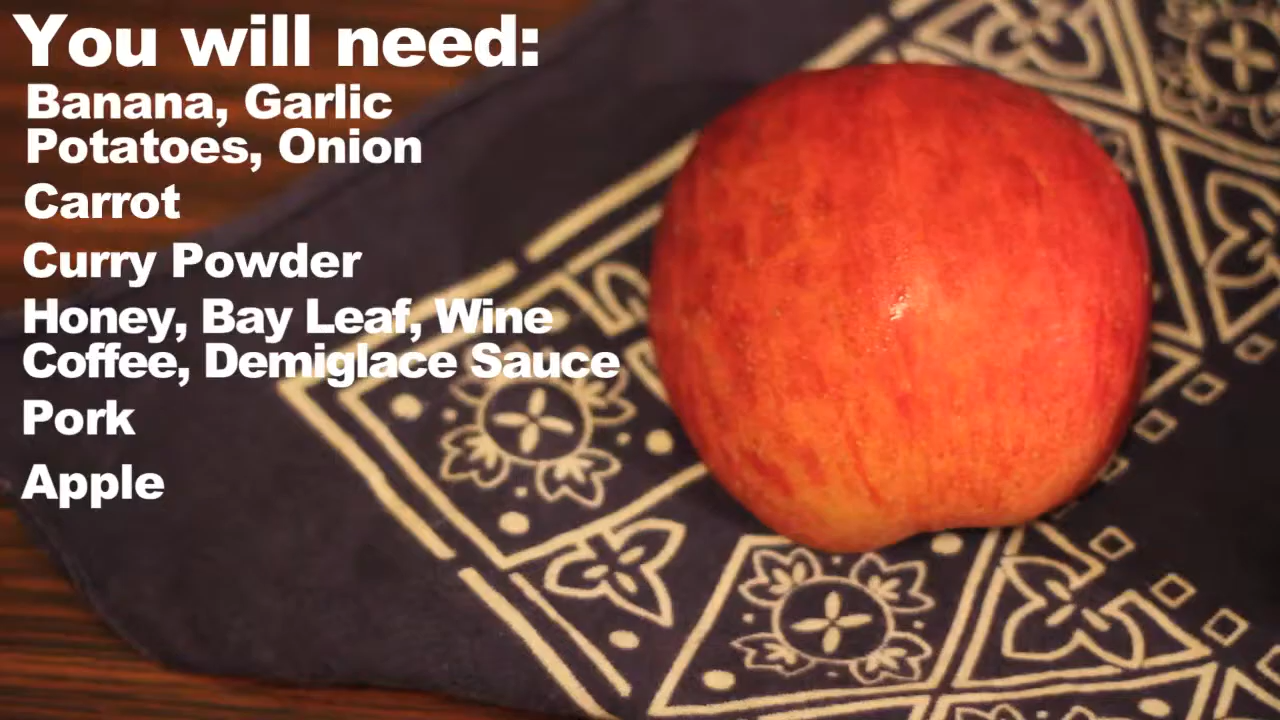 You will need:
Banana, Garlic
Potatoes, Onion
Carrot
Curry Powder
Honey, Bay Leaf, Wine
Coffee, Demiglace Sauce
Pork
Apple